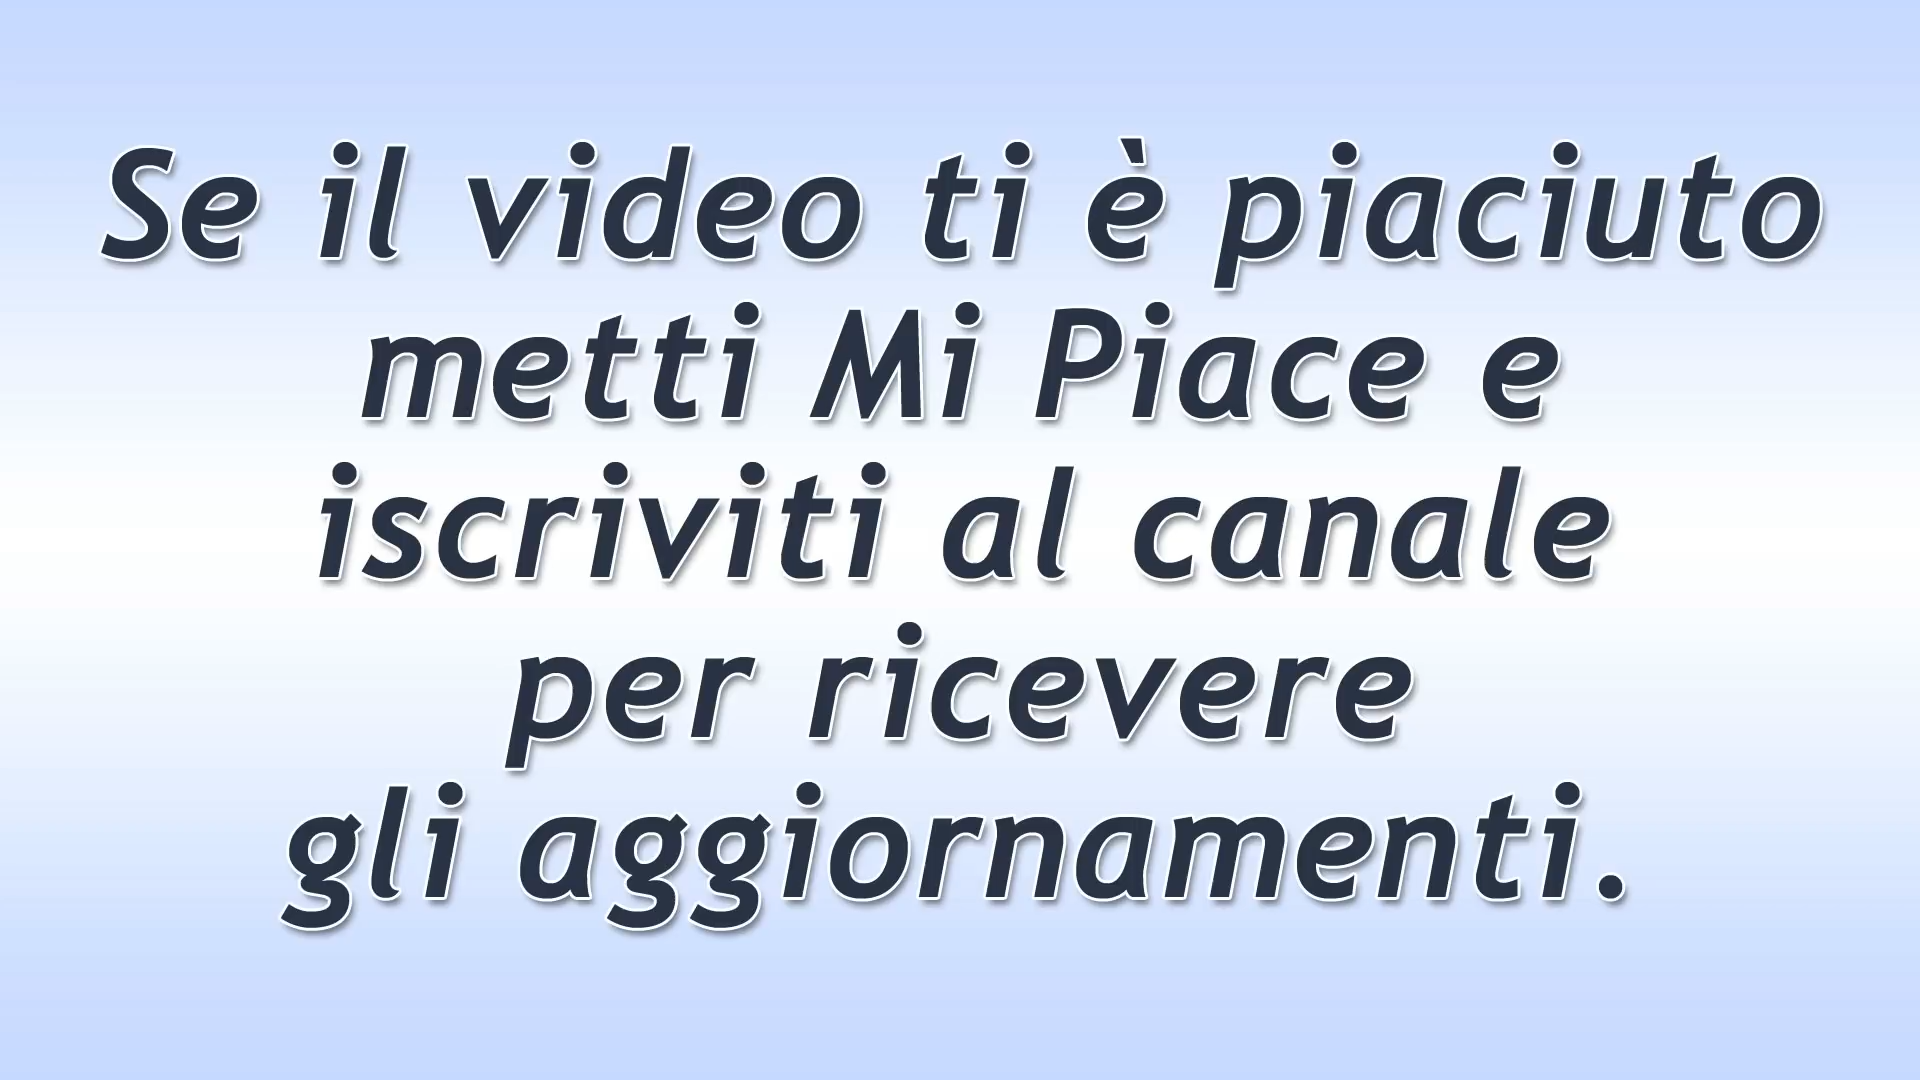 Se il video ti è piaciuto
metti Mi Piace e
iscriviti al canale
per ricevere
gli aggiornamenti.